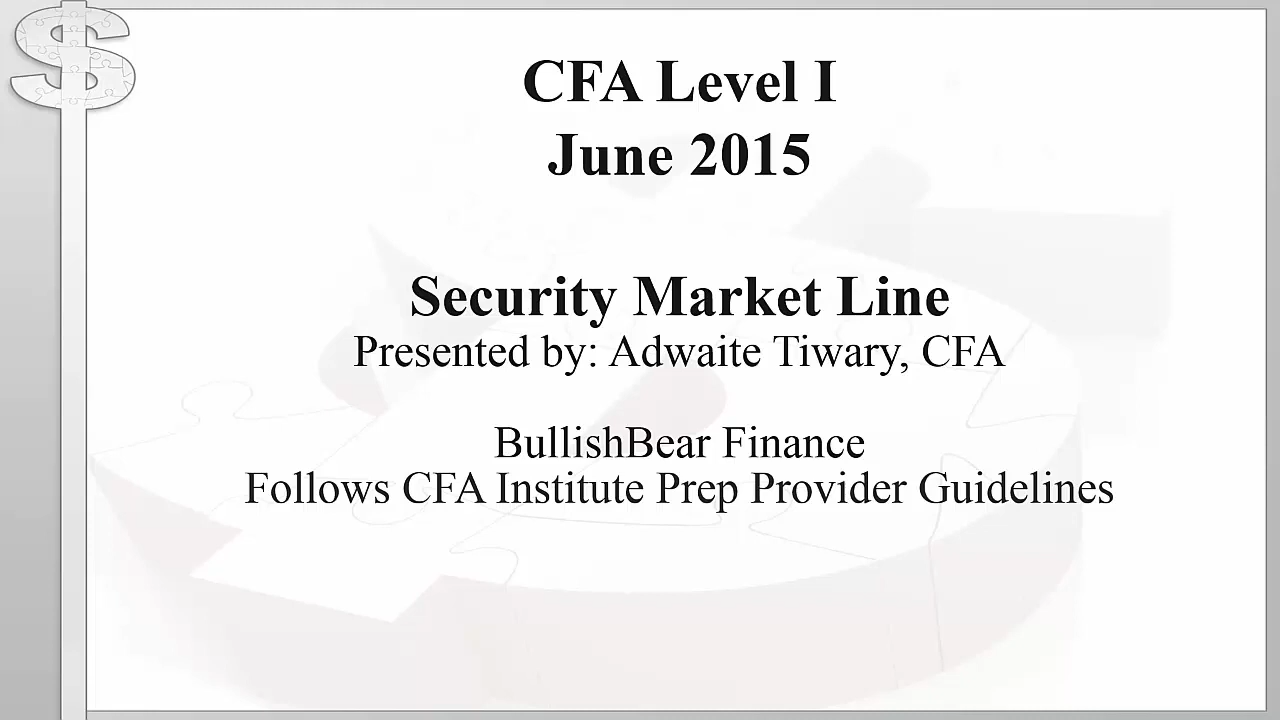 CFA Level I
June 2015
Security Market Line
Presented by: Adwaite Tiwary, CFA
BullishBear Finance
Follows CFA Institute Prep Provider Guidelines